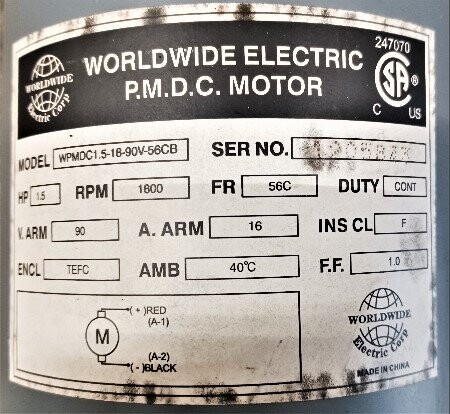 247070
WORLDWIDE ELECTRIC
P.M.D.C. MOTOR
WORLDWIDE
Electric Corp
® 
C US
MODEL WPMDC1.5-18-90V-56CB SER NO.
HP 1.5 RPM 1800 FR 56C DUTY CONT
V. ARM 90 A. ARM 16 INS CL F
ENCL TEFC AMB 40°C F.F. 1.0
(+)RED
(A-1)
M
(A-2)
(-)BLACK
WORLDWIDE
Electric Corp
MADE IN CHINA